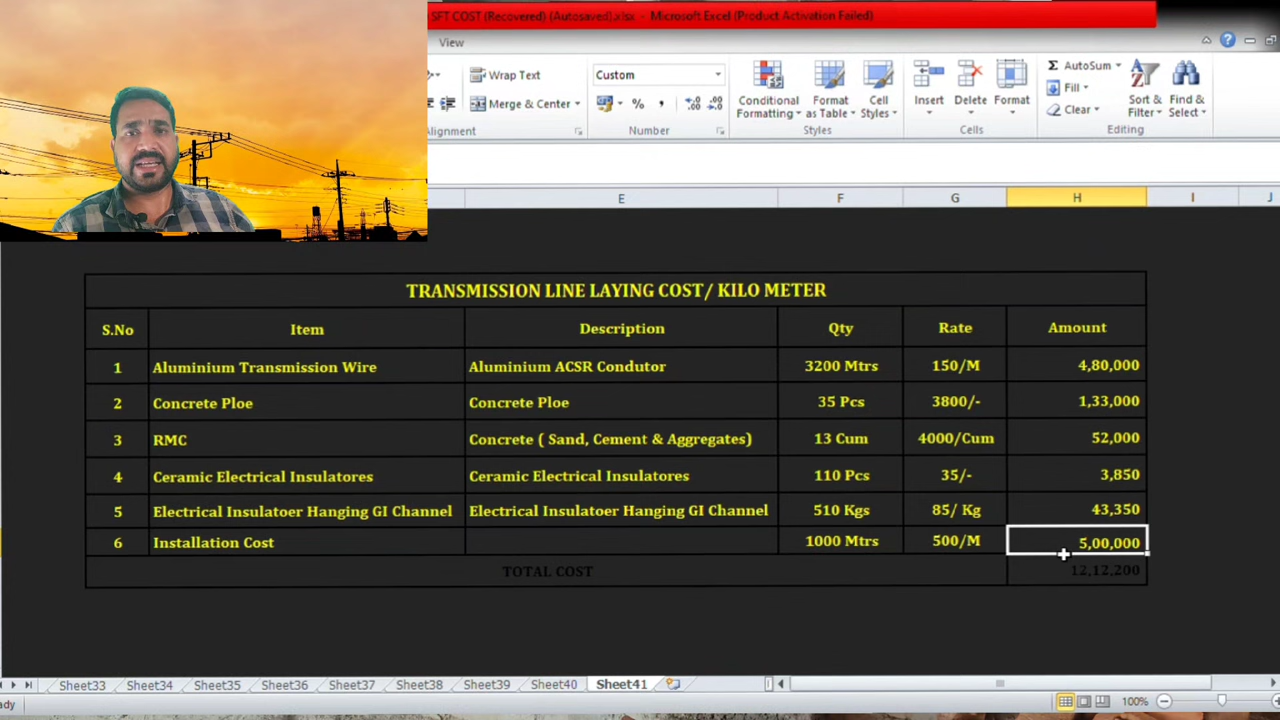 SFT COST (Recovered) (Autosaved).xlsx - Microsoft Excel (Product Activation Failed)
View
Wrap Text Custom Σ AutoSum
Merge & Center % , Conditional Formatting Format as Table Cell Styles Insert Delete Format Fill Sort & Filter Find & Select
Clear
Alignment Number Styles Cells Editing
E F G H I J
TRANSMISSION LINE LAYING COST/ KILO METER
S.No Item Description Qty Rate Amount
1 Aluminium Transmission Wire Aluminium ACSR Condutor 3200 Mtrs 150/M 4,80,000
2 Concrete Ploe Concrete Ploe 35 Pcs 3800/- 1,33,000
3 RMC Concrete ( Sand, Cement & Aggregates) 13 Cum 4000/Cum 52,000
4 Ceramic Electrical Insulatores Ceramic Electrical Insulatores 110 Pcs 35/- 3,850
5 Electrical Insulatoer Hanging GI Channel Electrical Insulatoer Hanging GI Channel 510 Kgs 85/ Kg 43,350
6 Installation Cost 1000 Mtrs 500/M 5,00,000
TOTAL COST 12,12,200
Sheet33 Sheet34 Sheet35 Sheet36 Sheet37 Sheet38 Sheet39 Sheet40 Sheet41
ady 100%